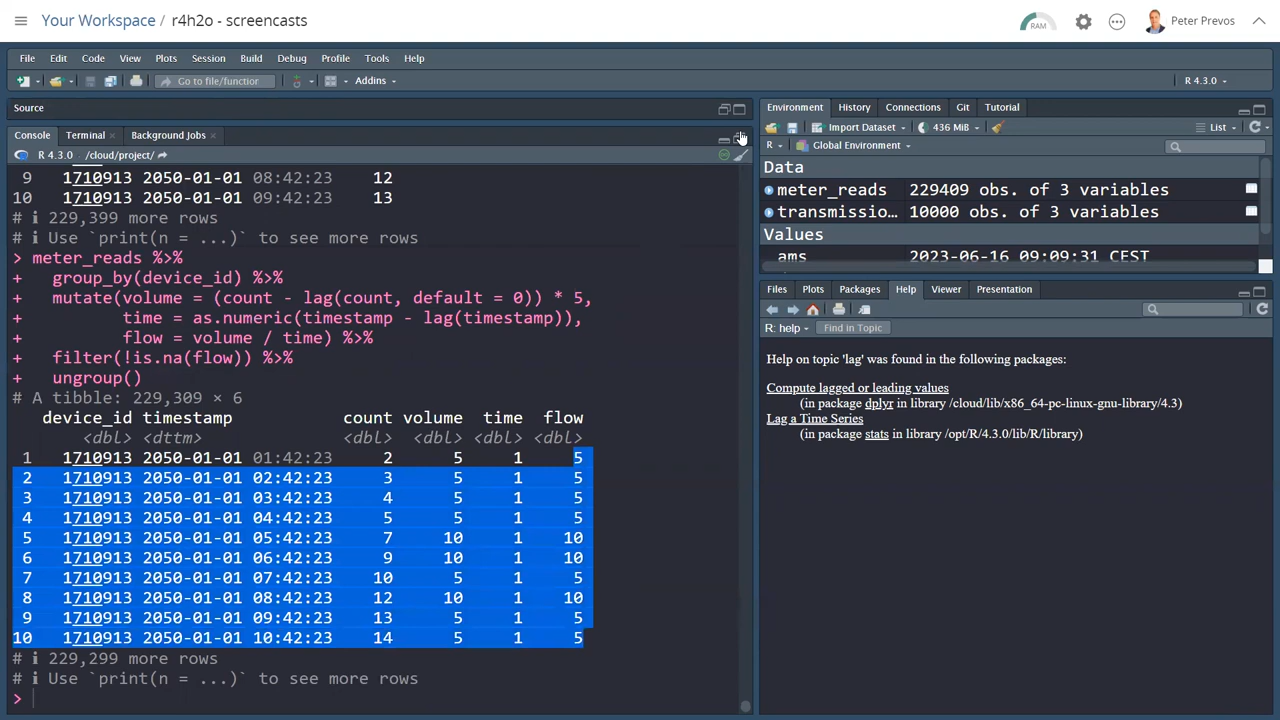 Your Workspace / r4h2o - screencasts
RAM
Peter Prevos
File Edit Code View Plots Session Build Debug Profile Tools Help
Go to file/function Addins R 4.3.0
Source
Console Terminal Background Jobs
R 4.3.0 . /cloud/project/
9 1710913 2050-01-01 08:42:23 12
10 1710913 2050-01-01 09:42:23 13
# ℹ 229,399 more rows
# ℹ Use `print(n = ...)` to see more rows
> meter_reads %>%
+ group_by(device_id) %>%
+ mutate(volume = (count - lag(count, default = 0)) * 5,
+ time = as.numeric(timestamp - lag(timestamp)),
+ flow = volume / time) %>%
+ filter(!is.na(flow)) %>%
+ ungroup()
# A tibble: 229,309 × 6
device_id timestamp count volume time flow
<dbl> <dttm> <dbl> <dbl> <dbl> <dbl>
1 1710913 2050-01-01 01:42:23 2 5 1 5
2 1710913 2050-01-01 02:42:23 3 5 1 5
3 1710913 2050-01-01 03:42:23 4 5 1 5
4 1710913 2050-01-01 04:42:23 5 5 1 5
5 1710913 2050-01-01 05:42:23 7 10 1 10
6 1710913 2050-01-01 06:42:23 9 10 1 10
7 1710913 2050-01-01 07:42:23 10 5 1 5
8 1710913 2050-01-01 08:42:23 12 10 1 10
9 1710913 2050-01-01 09:42:23 13 5 1 5
10 1710913 2050-01-01 10:42:23 14 5 1 5
# ℹ 229,299 more rows
# ℹ Use `print(n = ...)` to see more rows
>
Environment History Connections Git Tutorial
Import Dataset 436 MiB List
R Global Environment
Data
meter_reads 229409 obs. of 3 variables
transmissio… 10000 obs. of 3 variables
Values
ams 2023-06-16 09:09:31 CEST
Files Plots Packages Help Viewer Presentation
R: help Find in Topic
Help on topic 'lag' was found in the following packages:
Compute lagged or leading values
(in package dplyr in library /cloud/lib/x86_64-pc-linux-gnu-library/4.3)
Lag a Time Series
(in package stats in library /opt/R/4.3.0/lib/R/library)